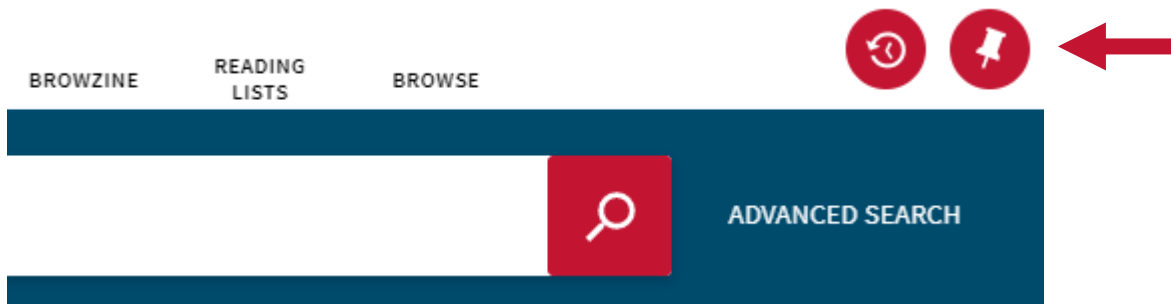 BROWZINE
READING
LISTS
BROWSE
ADVANCED SEARCH